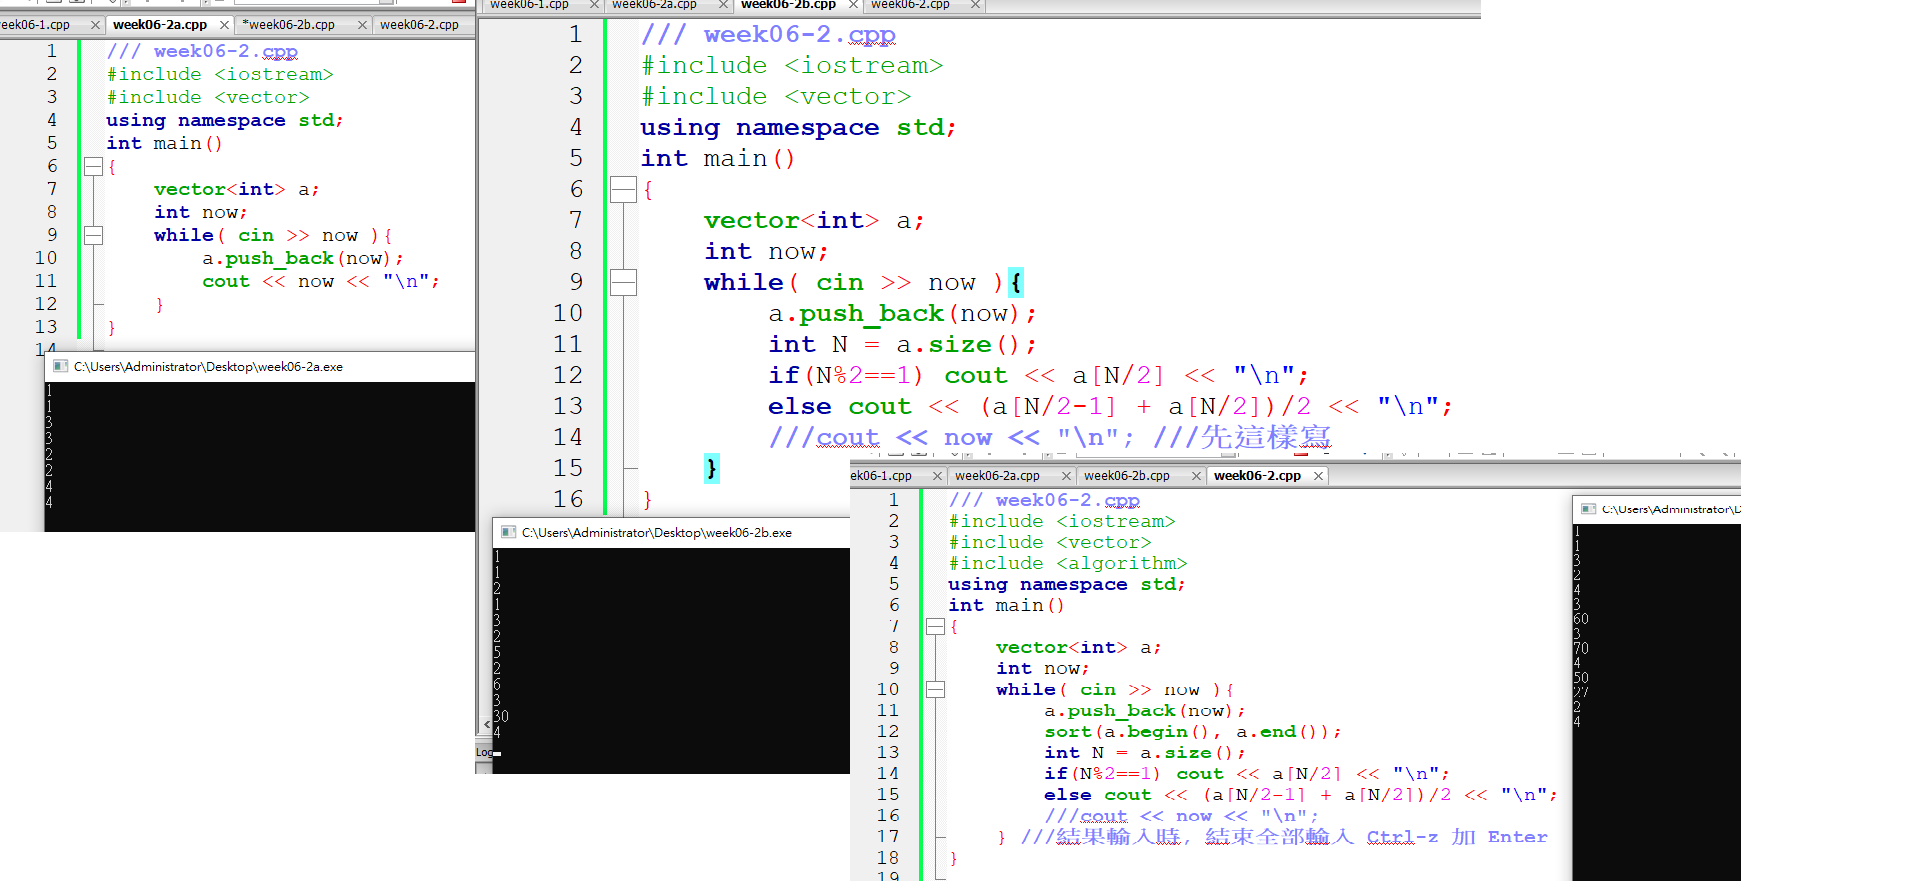 week06-1.cpp
week06-2a.cpp
*week06-2b.cpp
week06-2.cpp
1 /// week06-2.cpp
2 #include <iostream>
3 #include <vector>
4 using namespace std;
5 int main()
6 {
7 vector<int> a;
8 int now;
9 while( cin >> now ){
10 a.push_back(now);
11 cout << now << "\n";
12 }
13 }
14
C:\Users\Administrator\Desktop\week06-2a.exe
1
1
3
3
2
2
4
4
week06-1.cpp
week06-2a.cpp
week06-2b.cpp
week06-2.cpp
1 /// week06-2.cpp
2 #include <iostream>
3 #include <vector>
4 using namespace std;
5 int main()
6 {
7 vector<int> a;
8 int now;
9 while( cin >> now ){
10 a.push_back(now);
11 int N = a.size();
12 if(N%2==1) cout << a[N/2] << "\n";
13 else cout << (a[N/2-1] + a[N/2])/2 << "\n";
14 ///cout << now << "\n"; ///先這樣寫
15 }
16 }
C:\Users\Administrator\Desktop\week06-2b.exe
1
1
2
1
3
2
5
2
6
3
30
4
Log
ek06-1.cpp
week06-2a.cpp
week06-2b.cpp
week06-2.cpp
1 /// week06-2.cpp
2 #include <iostream>
3 #include <vector>
4 #include <algorithm>
5 using namespace std;
6 int main()
7 {
8 vector<int> a;
9 int now;
10 while( cin >> now ){
11 a.push_back(now);
12 sort(a.begin(), a.end());
13 int N = a.size();
14 if(N%2==1) cout << a[N/2] << "\n";
15 else cout << (a[N/2-1] + a[N/2])/2 << "\n";
16 ///cout << now << "\n";
17 } ///結果輸入時, 結束全部輸入 Ctrl-z 加 Enter
18 }
19
C:\Users\Administrator\D
1
1
3
2
4
3
60
3
70
4
50
27
2
4